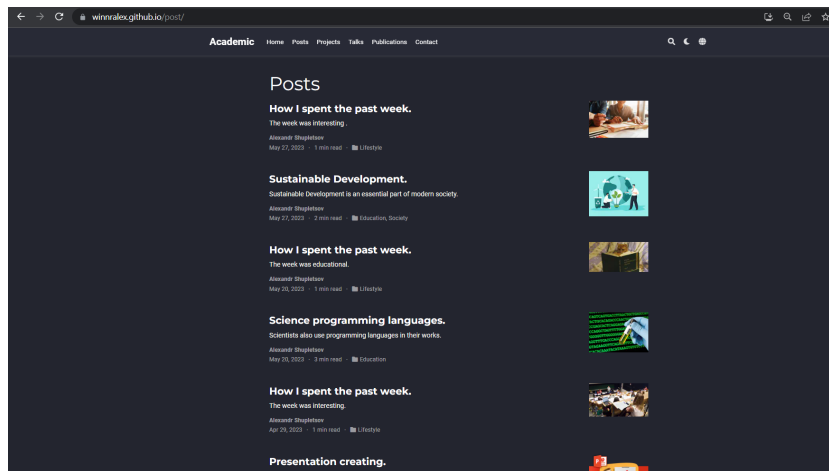 winnralex.github.io/post/
Academic Home Posts Projects Talks Publications Contact
Posts
How I spent the past week.
The week was interesting .
Alexandr Shupletsov
May 27, 2023 · 1 min read · Lifestyle
Sustainable Development.
Sustainable Development is an essential part of modern society.
Alexandr Shupletsov
May 27, 2023 · 2 min read · Education, Society
How I spent the past week.
The week was educational.
Alexandr Shupletsov
May 20, 2023 · 1 min read · Lifestyle
Science programming languages.
Scientists also use programming languages in their works.
Alexandr Shupletsov
May 20, 2023 · 3 min read · Education
How I spent the past week.
The week was interesting.
Alexandr Shupletsov
Apr 29, 2023 · 1 min read · Lifestyle
Presentation creating.